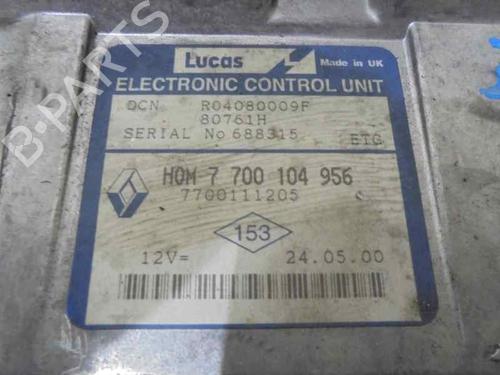 B-PARTS
Lucas
Made in UK
ELECTRONIC CONTROL UNIT
DCN R04080009F
80761H
SERIAL No 688315 ETG
HOM 7 700 104 956
7700111205
153
12V= 24.05.00